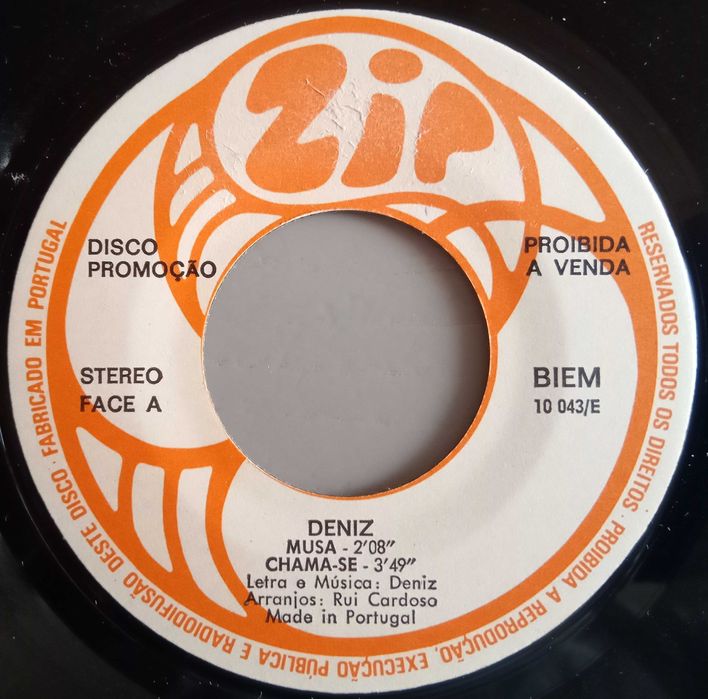 Zip
DISCO
PROMOÇÃO
PROIBIDA
A VENDA
STEREO
FACE A
BIEM
10 043/E
DENIZ
MUSA - 2'08"
CHAMA-SE - 3'49"
Letra e Música: Deniz
Arranjos: Rui Cardoso
Made in Portugal
RESERVADOS TODOS OS DIREITOS. PROIBIDA A REPRODUÇÃO, EXECUÇÃO PÚBLICA E RADIODIFUSÃO DESTE DISCO FABRICADO EM PORTUGAL